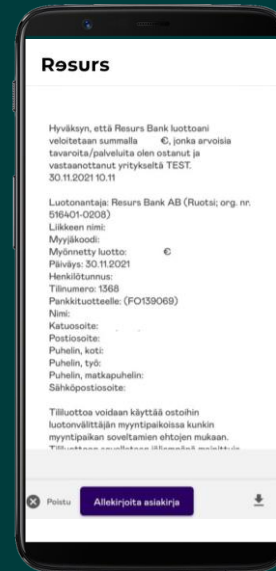 Resurs
Hyväksyn, että Resurs Bank luottoani
veloitetaan summalla €, jonka arvoisia
tavaroita/palveluita olen ostanut ja
vastaanottanut yritykseltä TEST.
30.11.2021 10.11
Luotonantaja: Resurs Bank AB (Ruotsi; org. nr.
516401-0208)
Liikkeen nimi:
Myyjäkoodi:
Myönnetty luotto: €
Päiväys: 30.11.2021
Henkilötunnus:
Tilinumero: 1368
Pankkituotteelle: (FO139069)
Nimi:
Katuosoite:
Postiosoite:
Puhelin, koti:
Puhelin, työ:
Puhelin, matkapuhelin:
Sähköpostiosoite:
Tililuottoa voidaan käyttää ostoihin
luotonvälittäjän myyntipaikoissa kunkin
myyntipaikan soveltamien ehtojen mukaan.
Poistu
Allekirjoita asiakirja